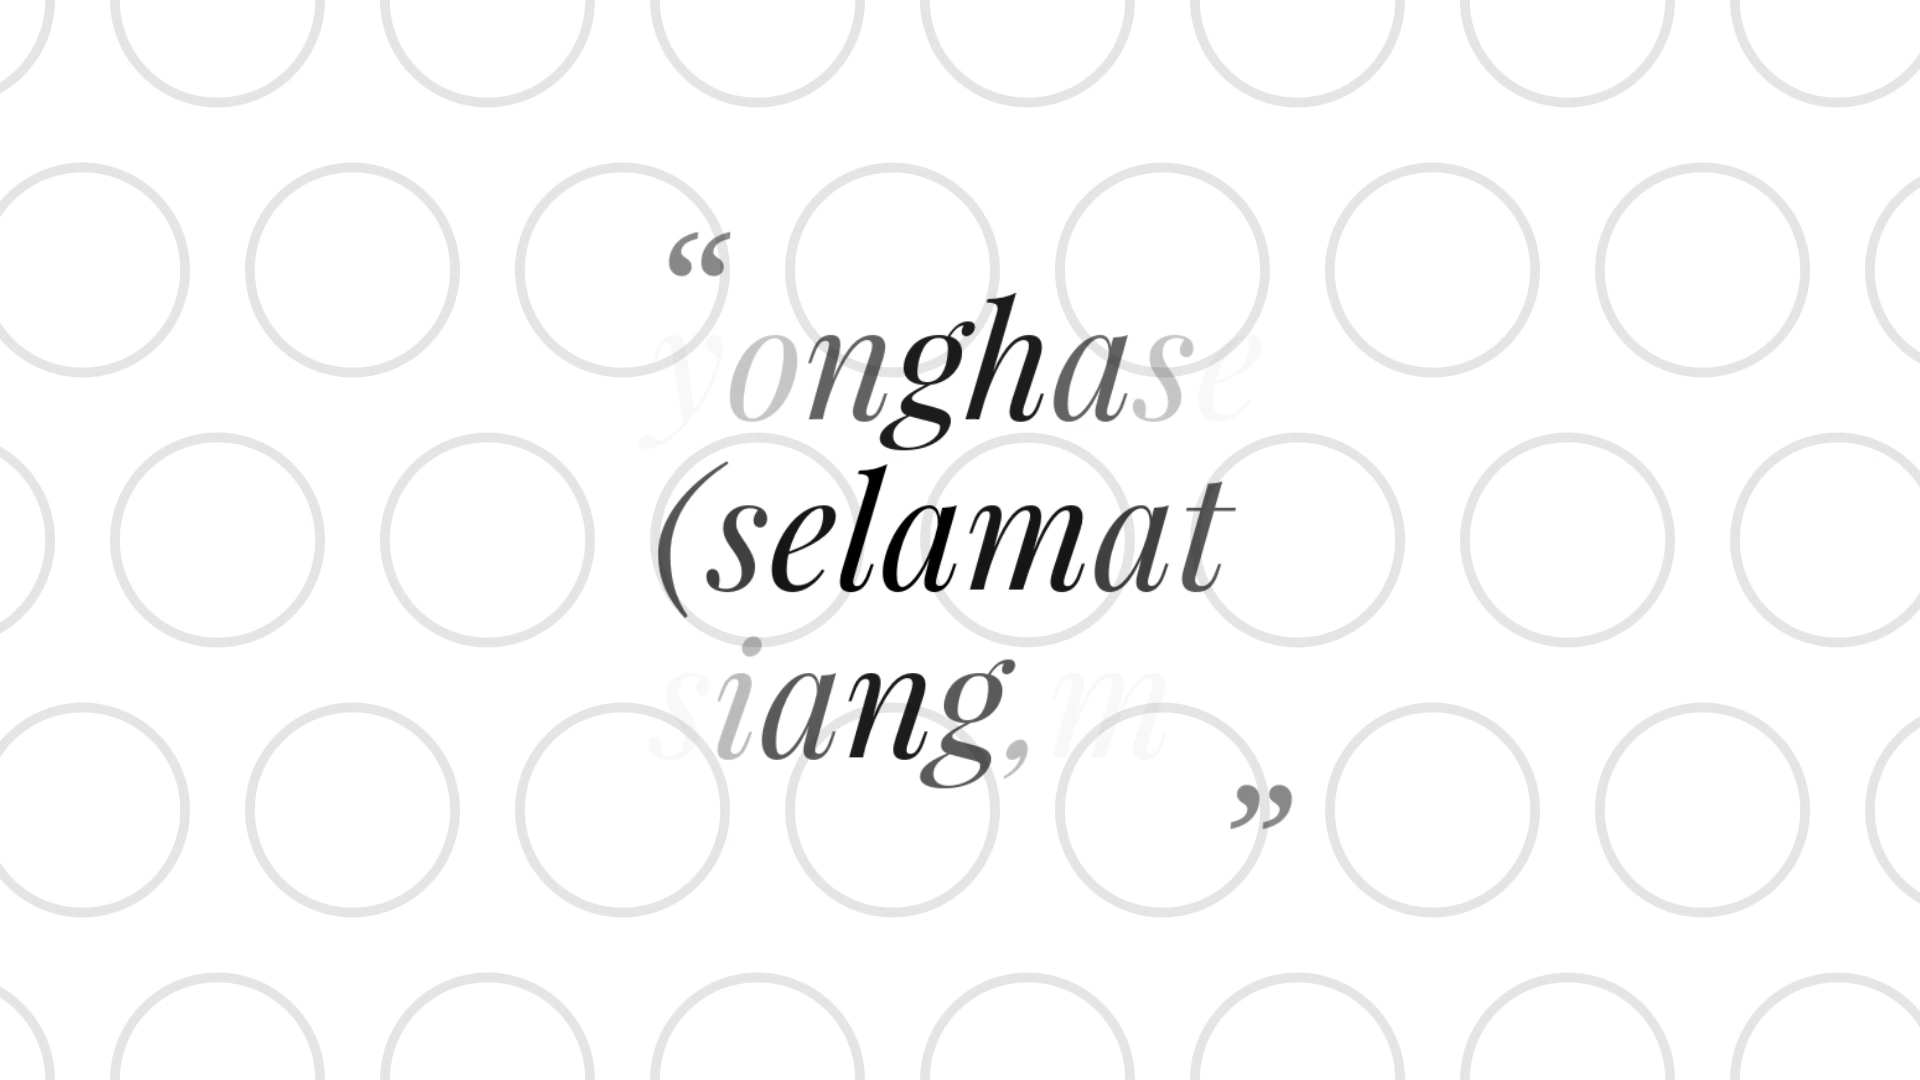 “
yonghase
(selamat
siang,m
”